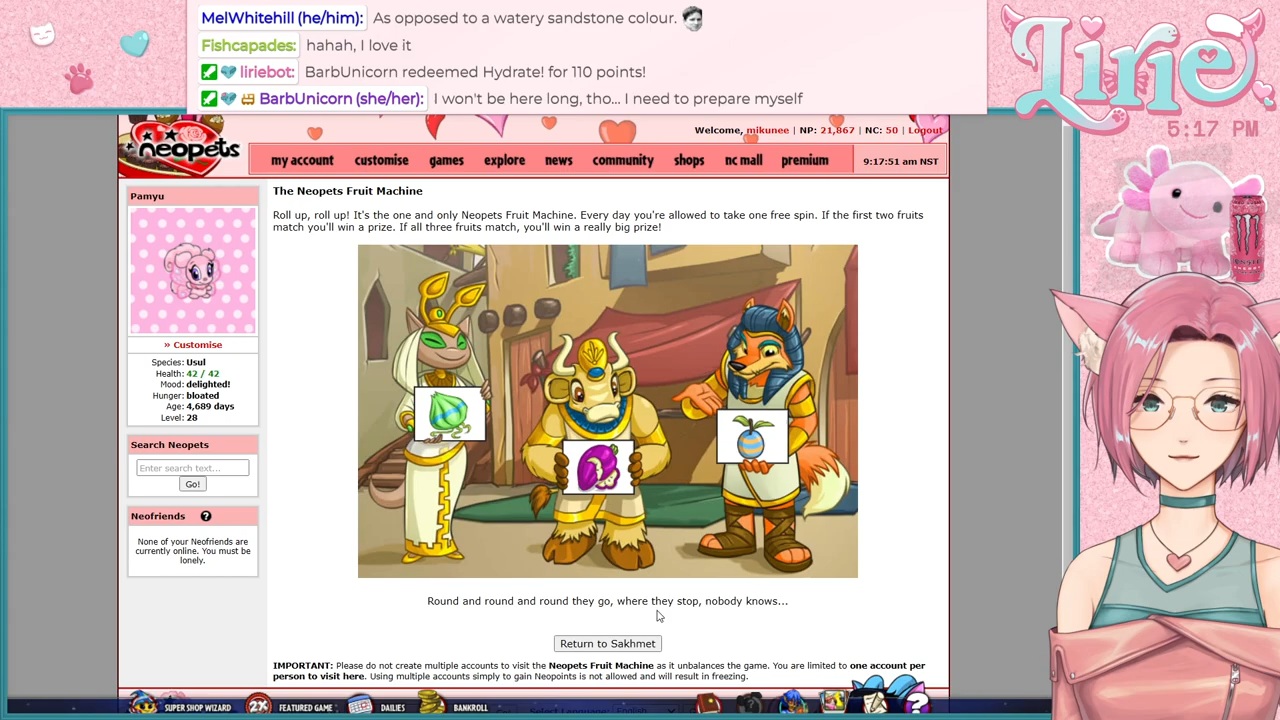 MelWhitehill (he/him): As opposed to a watery sandstone colour.
Fishcapades: hahah, I love it
liriebot: BarbUnicorn redeemed Hydrate! for 110 points!
BarbUnicorn (she/her): I won't be here long, tho... I need to prepare myself
Lirie
5:17 PM
neopets
Welcome, mikunee | NP: 21,867 | NC: 50 | Logout
my account customise games explore news community shops nc mall premium 9:17:51 am NST
Pamyu
» Customise
Species: Usul
Health: 42 / 42
Mood: delighted!
Hunger: bloated
Age: 4,689 days
Level: 28
Search Neopets
Enter search text...
Go!
Neofriends ?
None of your Neofriends are
currently online. You must be
lonely.
The Neopets Fruit Machine
Roll up, roll up! It's the one and only Neopets Fruit Machine. Every day you're allowed to take one free spin. If the first two fruits
match you'll win a prize. If all three fruits match, you'll win a really big prize!
Round and round and round they go, where they stop, nobody knows...
Return to Sakhmet
IMPORTANT: Please do not create multiple accounts to visit the Neopets Fruit Machine as it unbalances the game. You are limited to one account per
person to visit here. Using multiple accounts simply to gain Neopoints is not allowed and will result in freezing.
SUPER SHOP WIZARD 2X FEATURED GAME DAILIES BANKROLL ?
Select Language: English